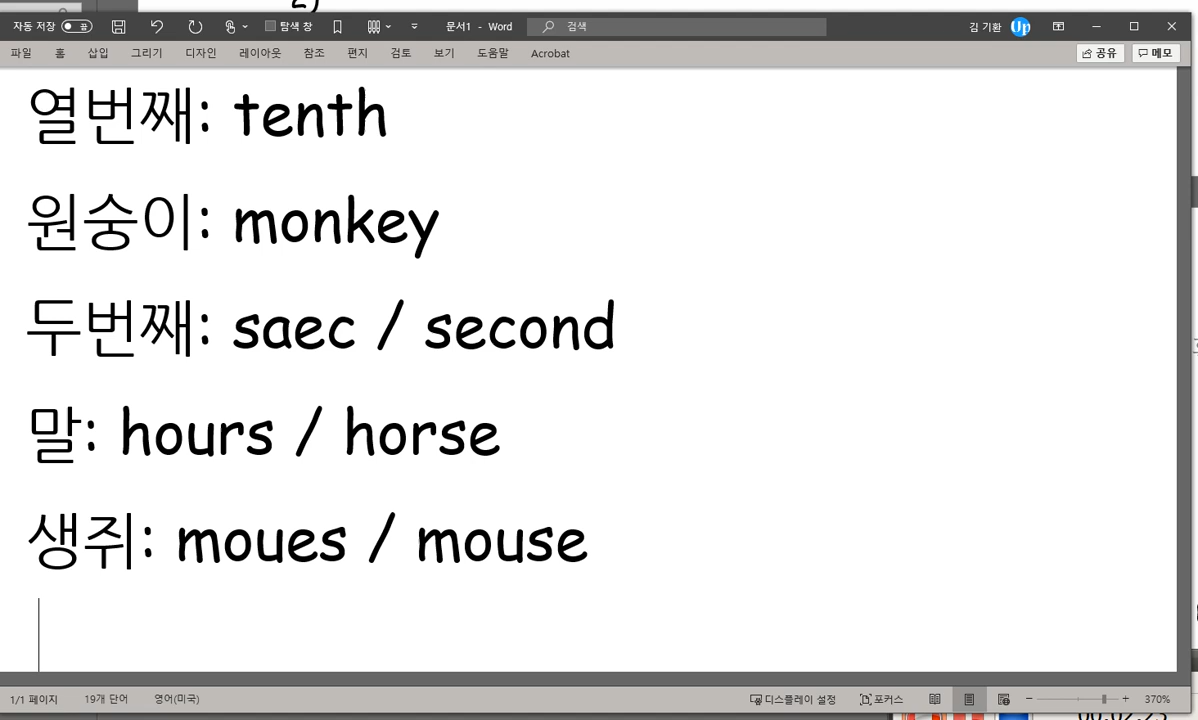 2)
자동 저장 끔 탐색 창 문서1 - Word 검색 김 기환 Up
파일 홈 삽입 그리기 디자인 레이아웃 참조 편지 검토 보기 도움말 Acrobat 공유 메모
열번째: tenth
원숭이: monkey
두번째: saec / second
말: hours / horse
생쥐: moues / mouse
1/1 페이지 19개 단어 영어(미국) 디스플레이 설정 포커스 370%